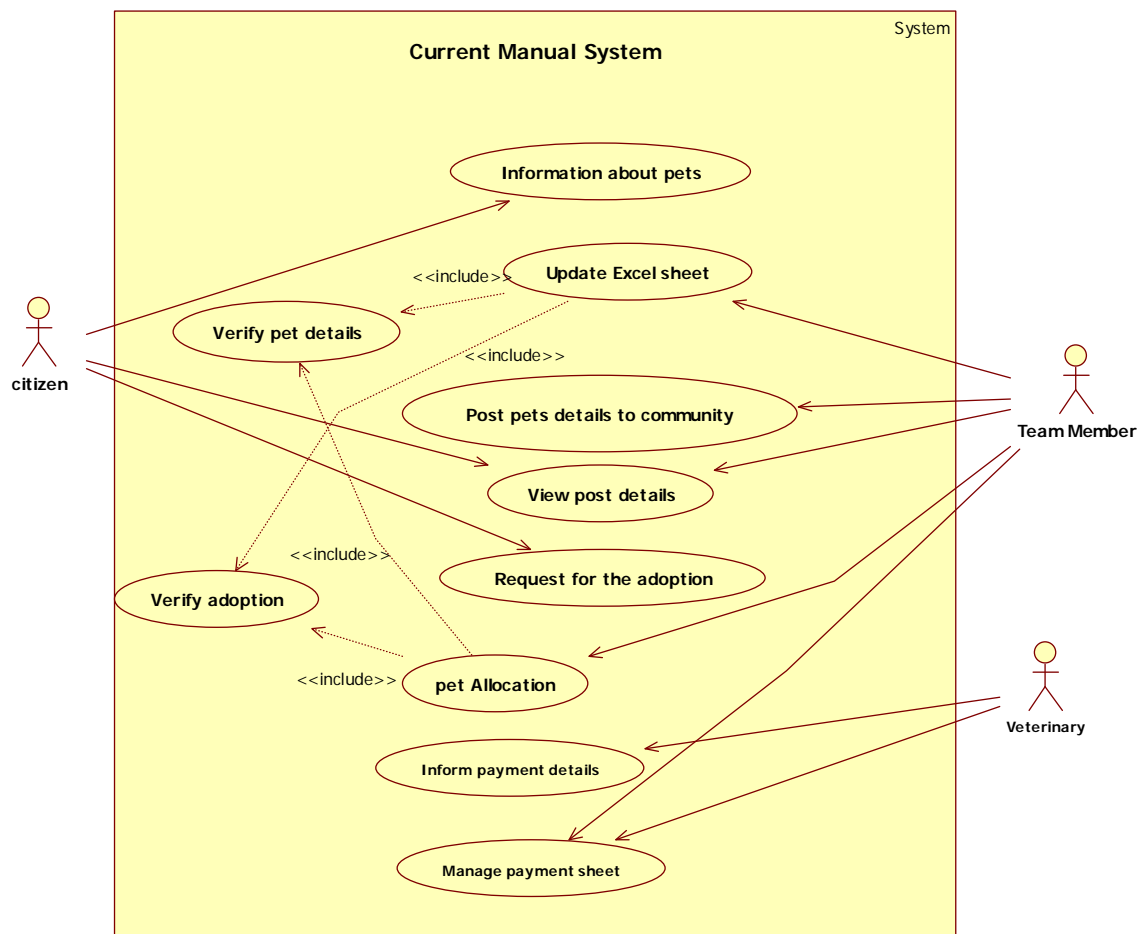 System
Current Manual System
Information about pets
Update Excel sheet
<<include>>
Verify pet details
<<include>>
citizen
Post pets details to community
Team Member
View post details
<<include>>
Request for the adoption
Verify adoption
<<include>>
pet Allocation
Veterinary
Inform payment details
Manage payment sheet